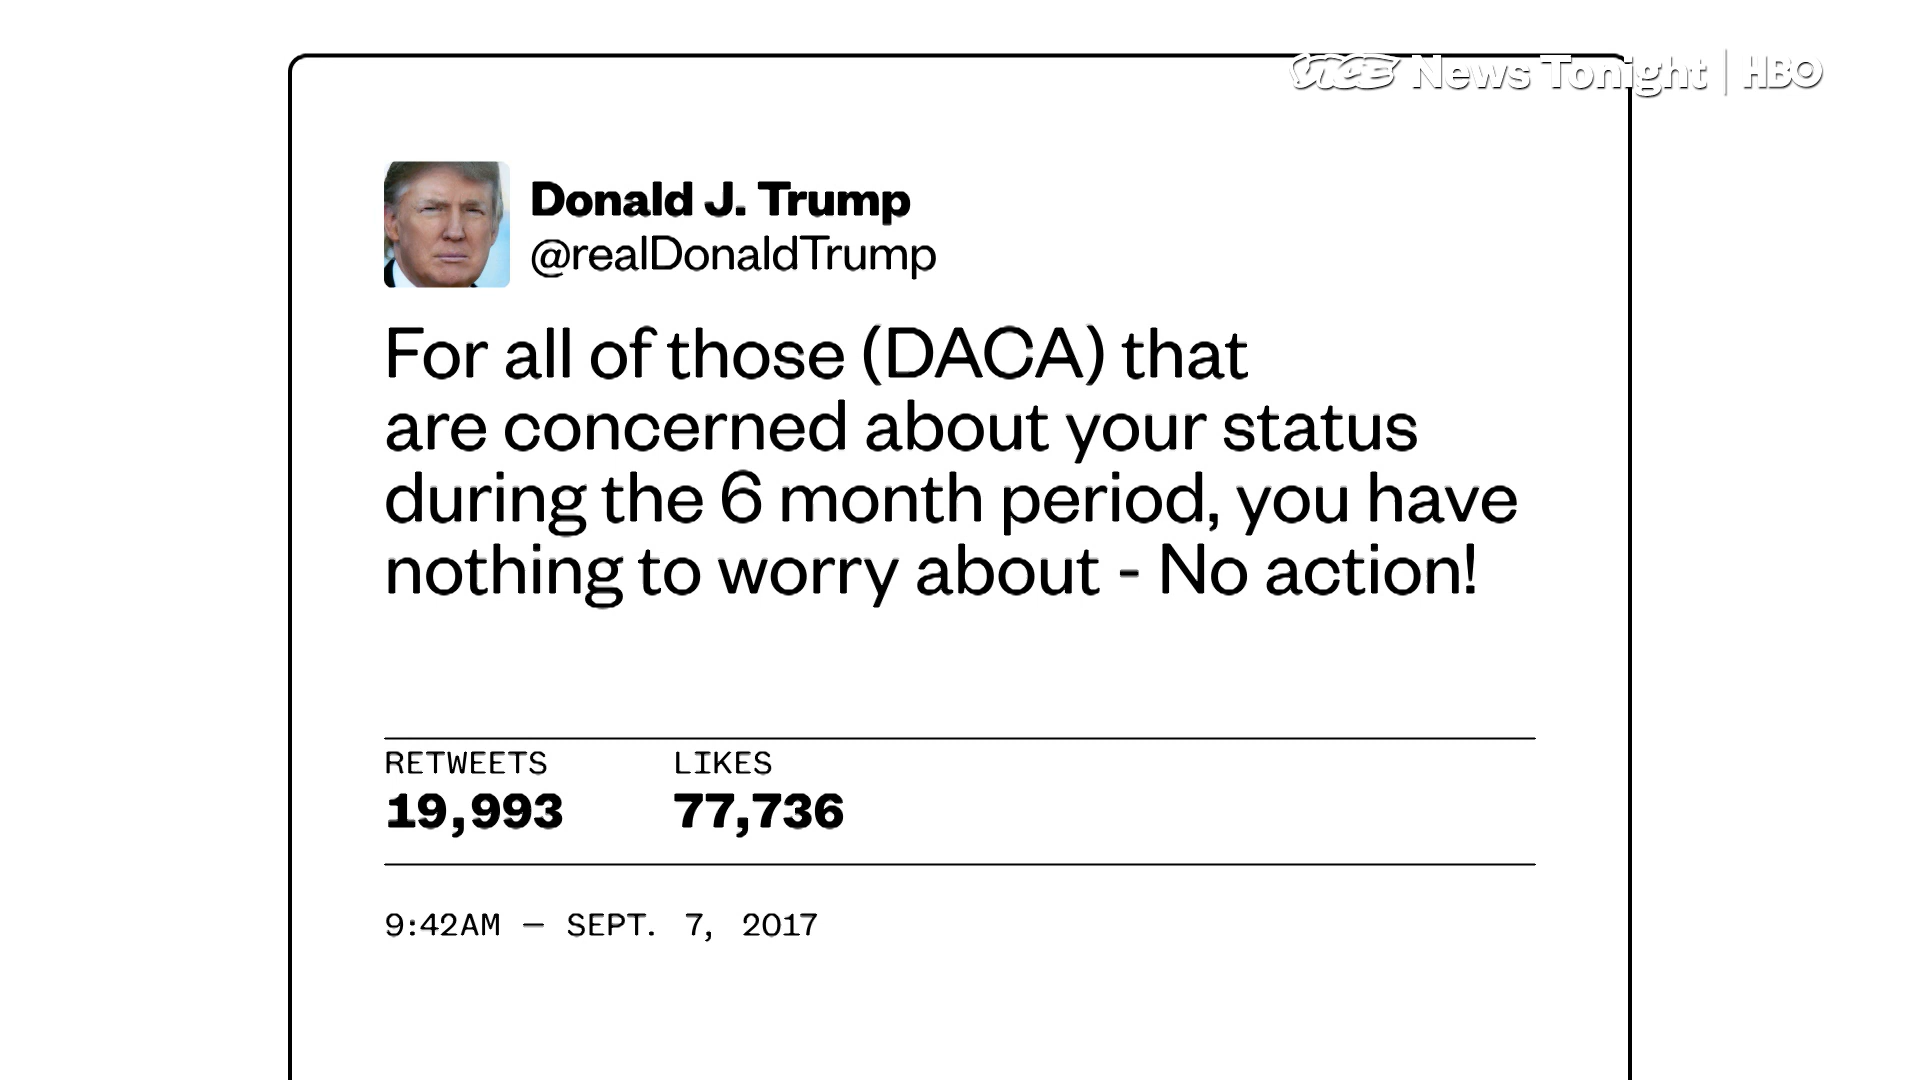 VICE News Tonight | HBO
Donald J. Trump
@realDonaldTrump
For all of those (DACA) that
are concerned about your status
during the 6 month period, you have
nothing to worry about - No action!
RETWEETS LIKES
19,993 77,736
9:42AM — SEPT. 7, 2017